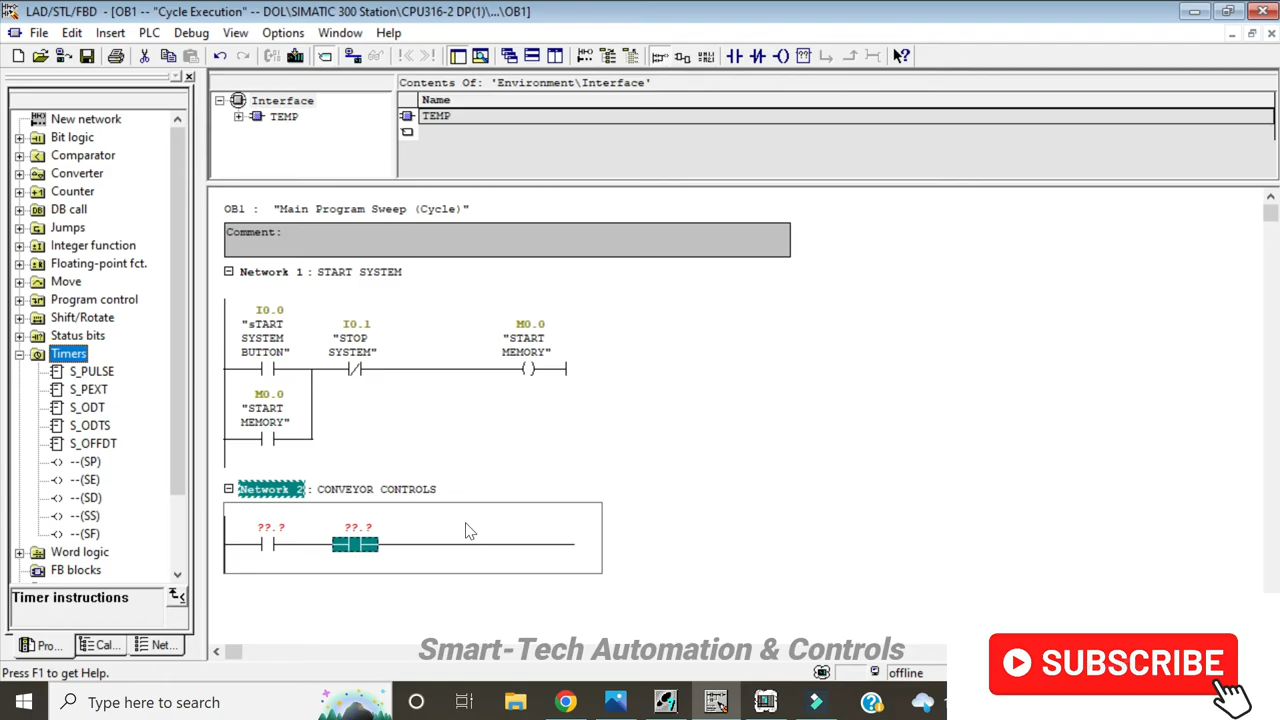 LAD/STL/FBD - [OB1 -- "Cycle Execution" -- DOL\SIMATIC 300 Station\CPU316-2 DP(1)\...\OB1]
File Edit Insert PLC Debug View Options Window Help
New network
Bit logic
Comparator
Converter
Counter
DB call
Jumps
Integer function
Floating-point fct.
Move
Program control
Shift/Rotate
Status bits
Timers
S_PULSE
S_PEXT
S_ODT
S_ODTS
S_OFFDT
--(SP)
--(SE)
--(SD)
--(SS)
--(SF)
Word logic
FB blocks
Timer instructions
Pro... Cal... Net...
Interface
TEMP
Contents Of: 'Environment\Interface'
Name
TEMP
OB1 : "Main Program Sweep (Cycle)"
Comment:
Network 1 : START SYSTEM
I0.0
"sTART
SYSTEM
BUTTON"
I0.1
"STOP
SYSTEM"
M0.0
"START
MEMORY"
M0.0
"START
MEMORY"
Network 2 : CONVEYOR CONTROLS
??.? ??.?
Smart-Tech Automation & Controls
SUBSCRIBE
Press F1 to get Help.
offline
Type here to search